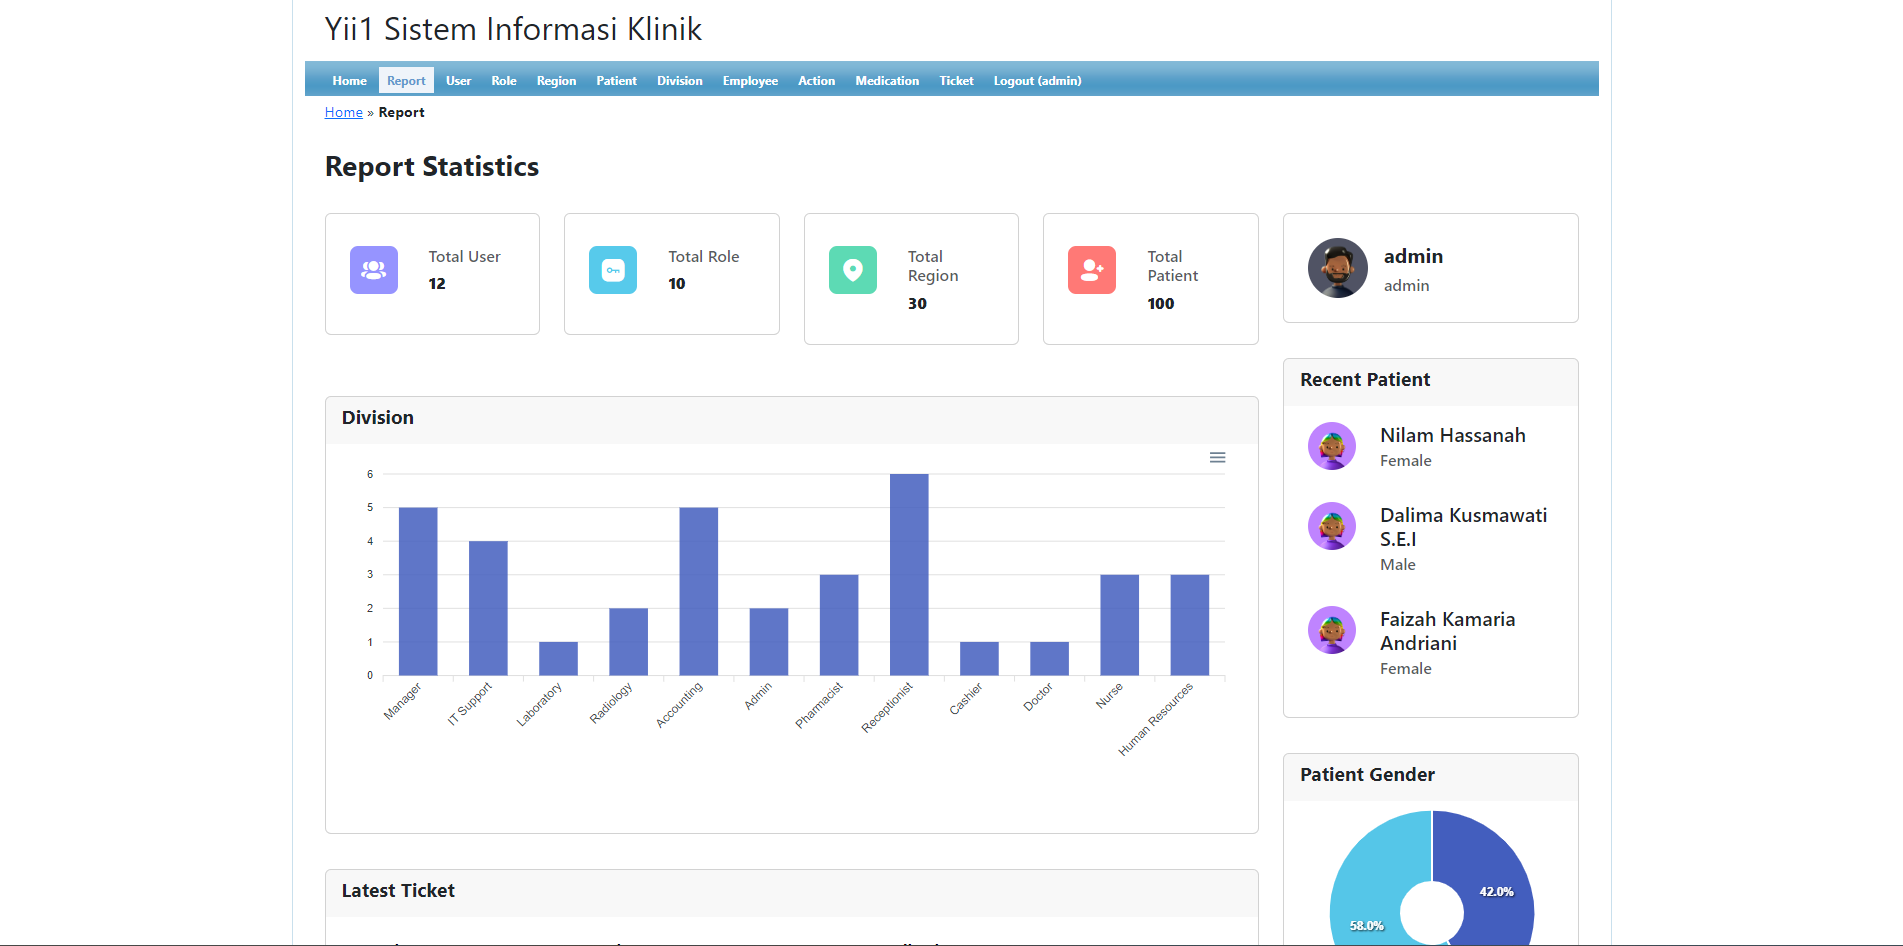 Yii1 Sistem Informasi Klinik
Home Report User Role Region Patient Division Employee Action Medication Ticket Logout (admin)
Home » Report
Report Statistics
Total User
12
Total Role
10
Total
Region
30
Total
Patient
100
admin
admin
Division
6
5
4
3
2
1
0
Manager
IT Support
Laboratory
Radiology
Accounting
Admin
Pharmacist
Receptionist
Cashier
Doctor
Nurse
Human Resources
Recent Patient
Nilam Hassanah
Female
Dalima Kusmawati
S.E.I
Male
Faizah Kamaria
Andriani
Female
Patient Gender
42.0%
58.0%
Latest Ticket